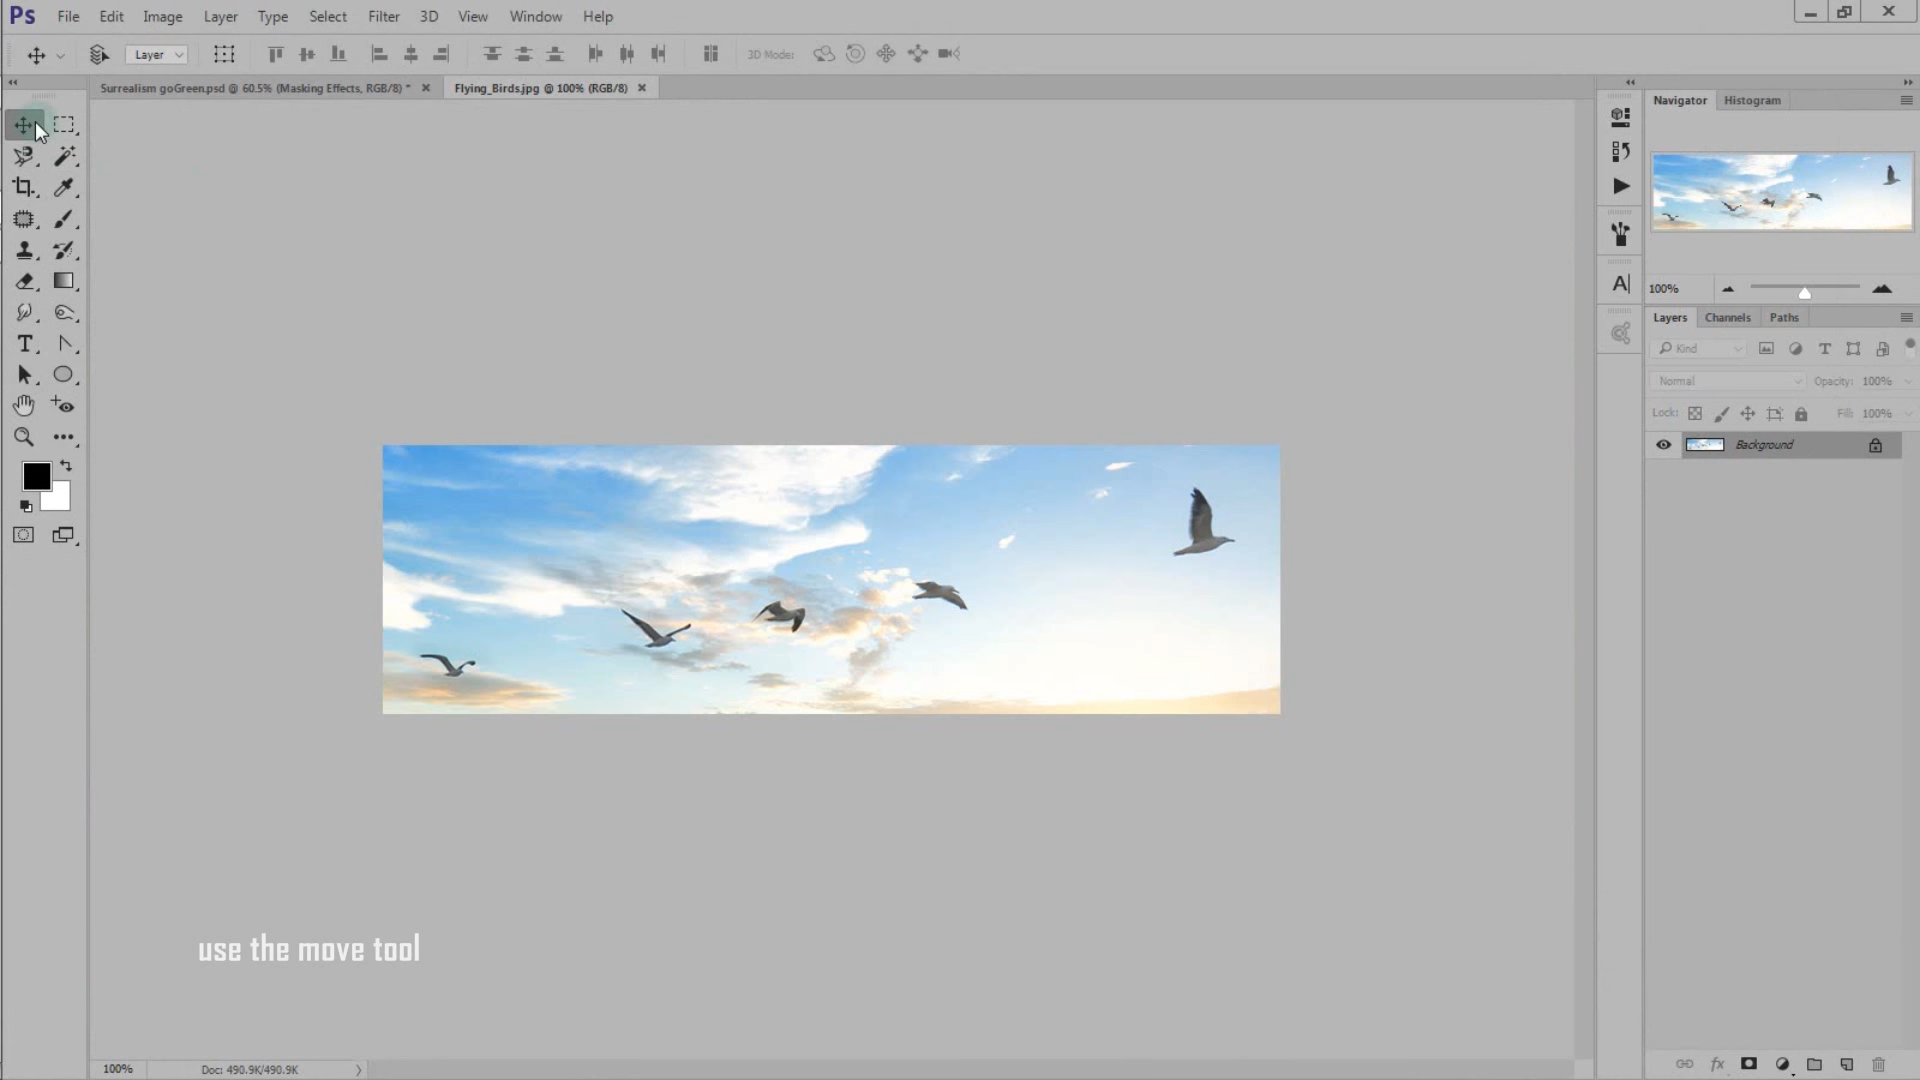 Ps File Edit Image Layer Type Select Filter 3D View Window Help
Layer 3D Mode:
Surrealism goGreen.psd @ 60.5% (Masking Effects, RGB/8) *
Flying_Birds.jpg @ 100% (RGB/8)
Navigator Histogram
100%
Layers Channels Paths
Kind
Normal Opacity: 100%
Lock: Fill: 100%
Background
use the move tool
100% Doc: 490.9K/490.9K